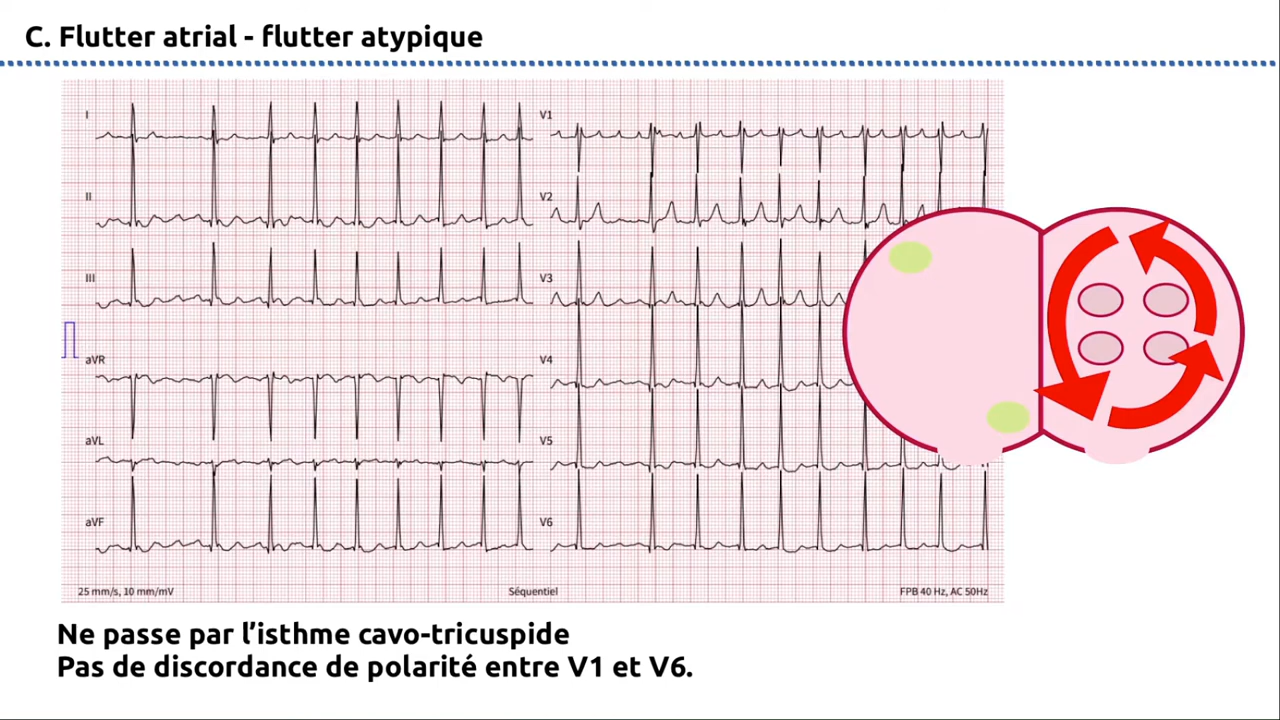 C. Flutter atrial - flutter atypique
I
V1
II
V2
III
V3
aVR
V4
aVL
V5
aVF
V6
25 mm/s, 10 mm/mV
Séquentiel
FPB 40 Hz, AC 50Hz
Ne passe par l’isthme cavo-tricuspide
Pas de discordance de polarité entre V1 et V6.